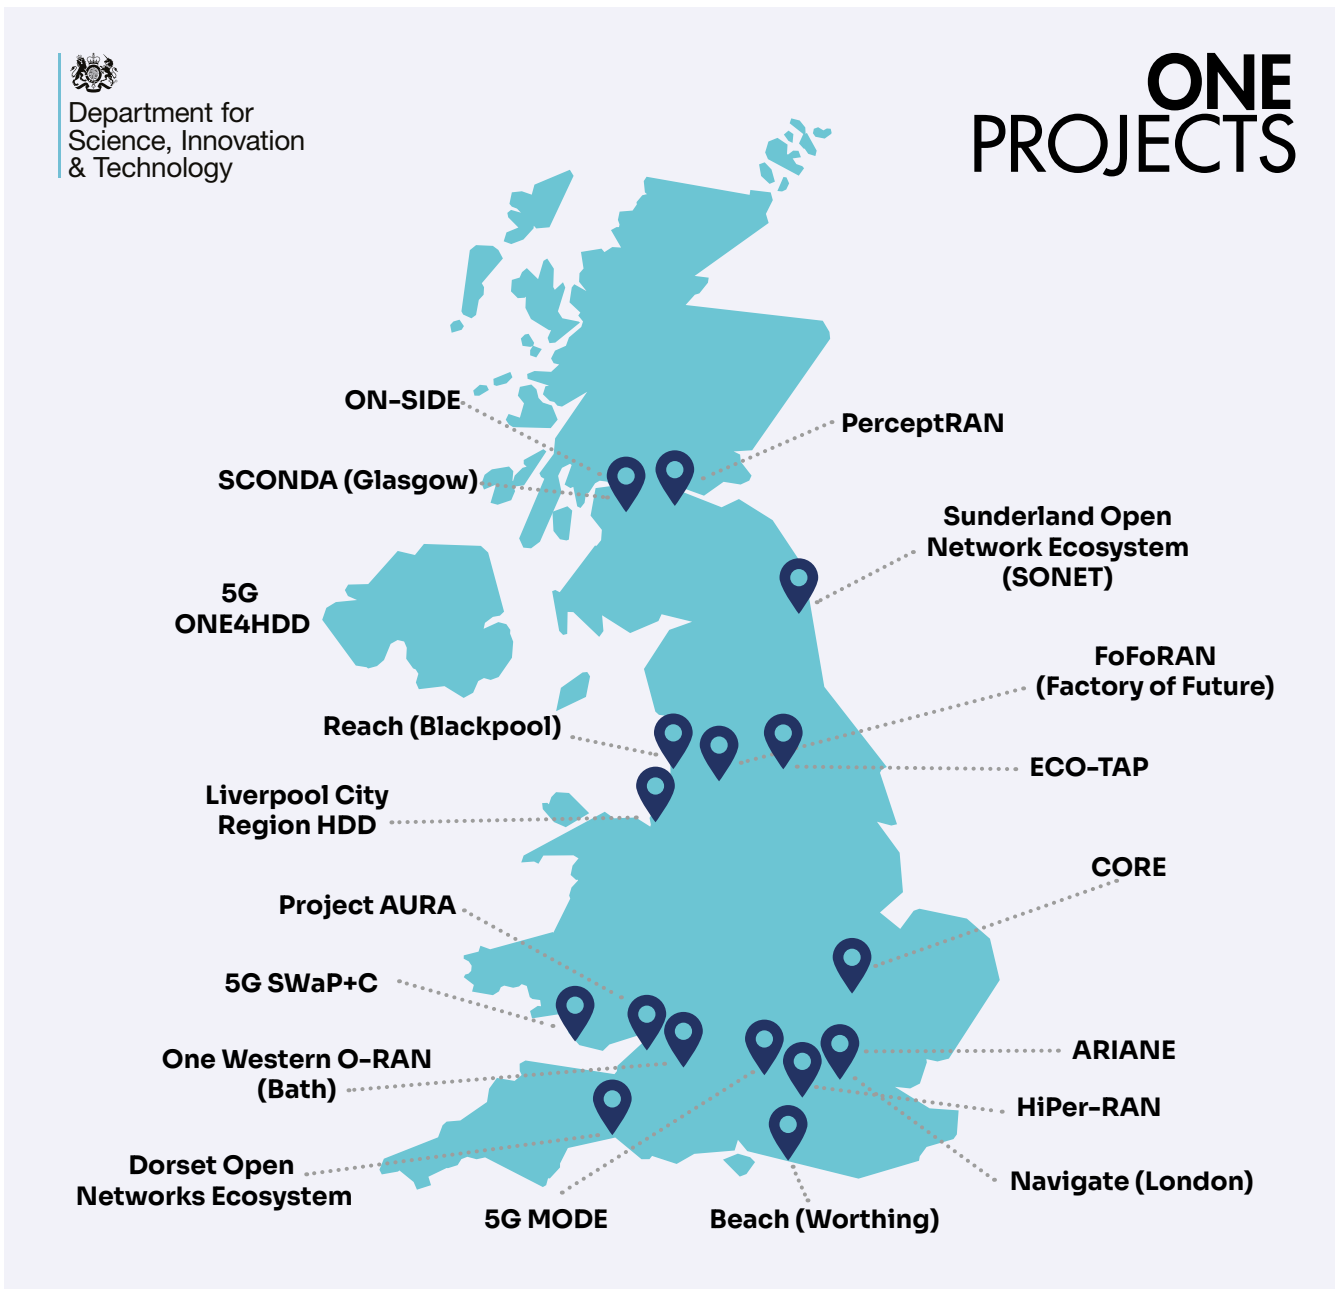 Department for
Science, Innovation
& Technology
ONE
PROJECTS
ON-SIDE
PerceptRAN
SCONDA (Glasgow)
Sunderland Open
Network Ecosystem
(SONET)
5G
ONE4HDD
FoFoRAN
(Factory of Future)
Reach (Blackpool)
ECO-TAP
Liverpool City
Region HDD
CORE
Project AURA
5G SWaP+C
One Western O-RAN
(Bath)
ARIANE
HiPer-RAN
Dorset Open
Networks Ecosystem
Navigate (London)
5G MODE
Beach (Worthing)